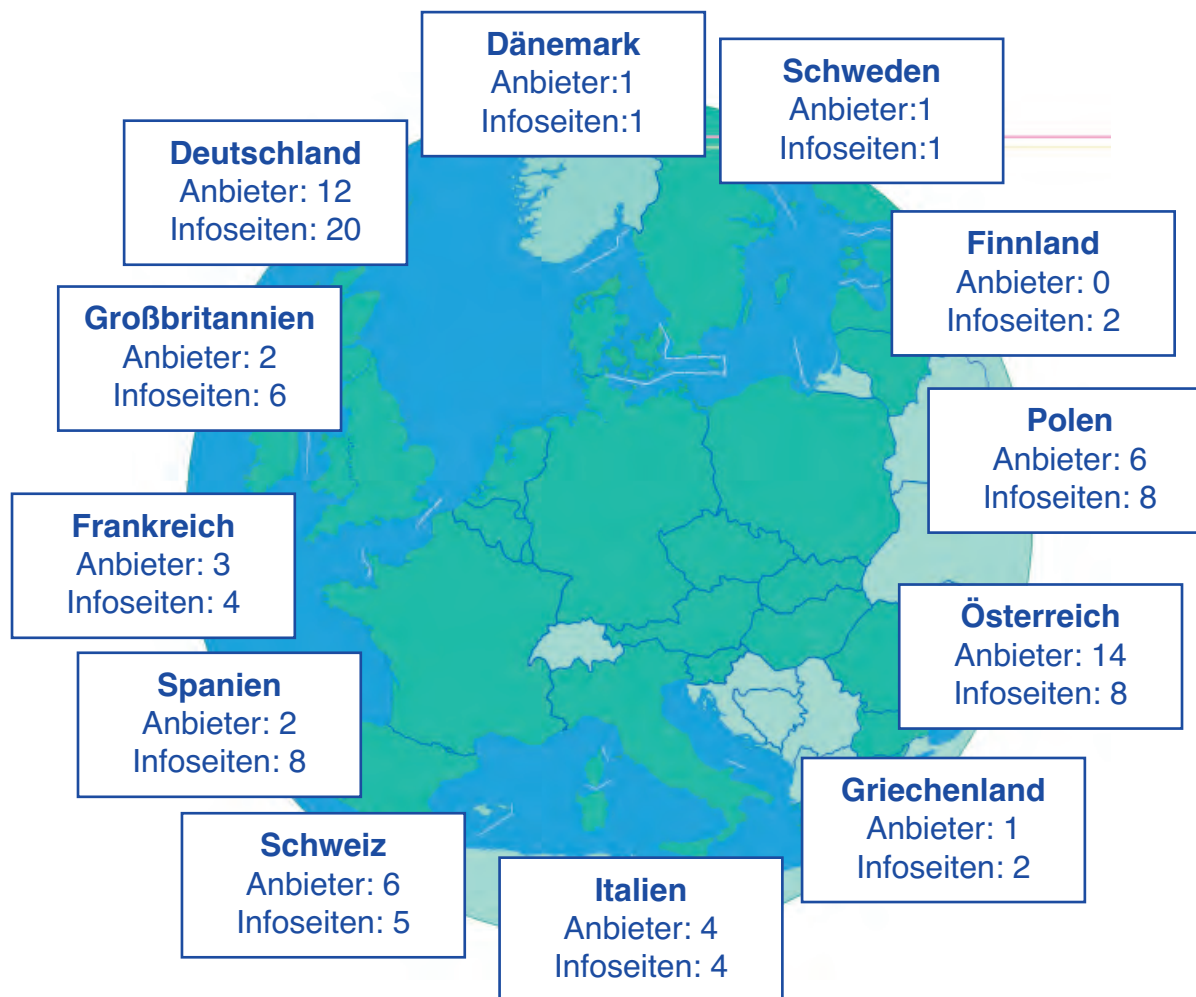 Dänemark
Anbieter:1
Infoseiten:1
Schweden
Anbieter:1
Infoseiten:1
Deutschland
Anbieter: 12
Infoseiten: 20
Finnland
Anbieter: 0
Infoseiten: 2
Großbritannien
Anbieter: 2
Infoseiten: 6
Polen
Anbieter: 6
Infoseiten: 8
Frankreich
Anbieter: 3
Infoseiten: 4
Österreich
Anbieter: 14
Infoseiten: 8
Spanien
Anbieter: 2
Infoseiten: 8
Griechenland
Anbieter: 1
Infoseiten: 2
Schweiz
Anbieter: 6
Infoseiten: 5
Italien
Anbieter: 4
Infoseiten: 4